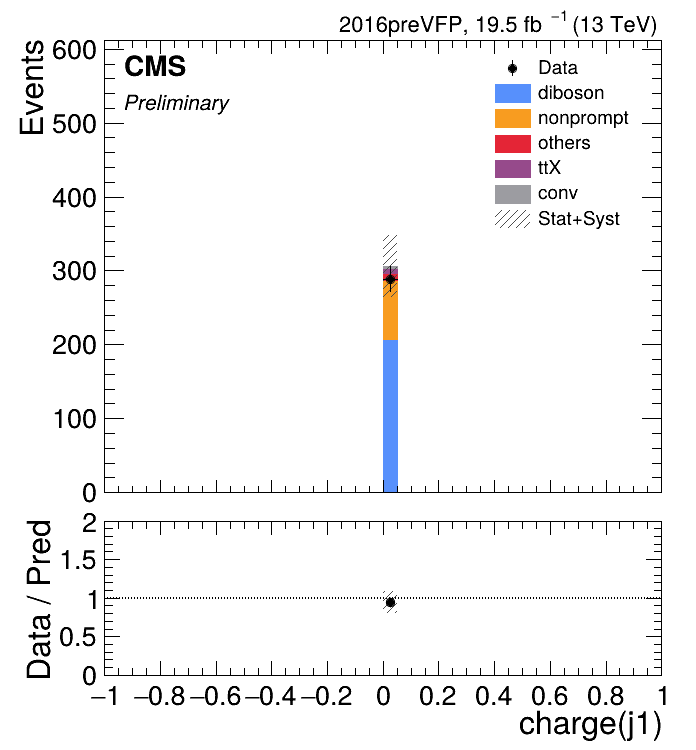 2016preVFP, 19.5 fb⁻¹ (13 TeV)
Events
600
500
400
300
200
100
0
CMS
Preliminary
Data
diboson
nonprompt
others
ttX
conv
Stat+Syst
Data / Pred
2
1.5
1
0.5
0
−1 −0.8 −0.6 −0.4 −0.2 0 0.2 0.4 0.6 0.8 1
charge(j1)